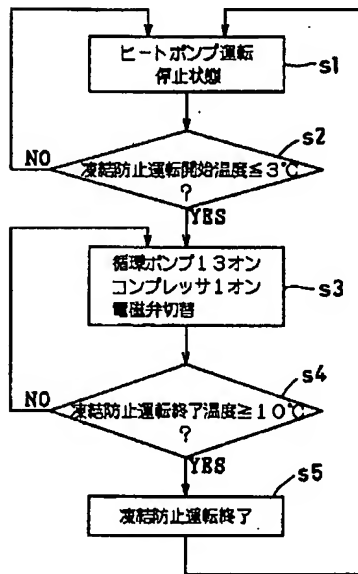 ヒートポンプ運転
停止状態
s1
s2
NO
凍結防止運転開始温度≦3℃
?
YES
循環ポンプ13オン
コンプレッサ1オン
電磁弁切替
s3
s4
NO
凍結防止運転終了温度≧10℃
?
YES
s5
凍結防止運転終了